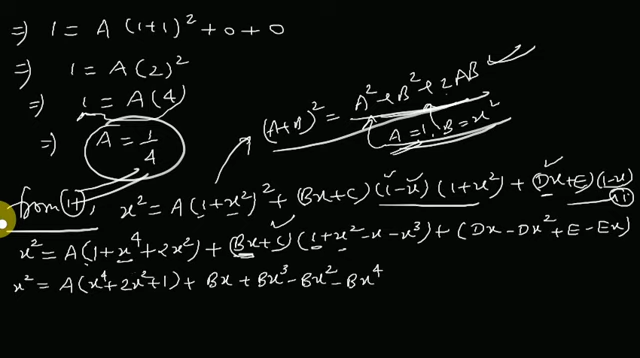 ⇒ 1 = A (1+1)² + 0 + 0
⇒ 1 = A (2)²
⇒ 1 = A (4)
⇒ A = 1/4
(A+B)² = A² + B² + 2AB
A = 1, B = x²
from (i), x² = A (1+x²)² + (Bx+C) (1-x) (1+x²) + (Dx+E)(1-x)
(ii)
x² = A(1+x⁴+2x²) + (Bx+C) (1+x²-x-x³) + (Dx-Dx²+E-Ex)
x² = A(x⁴+2x²+1) + Bx + Bx³ - Bx² - Bx⁴